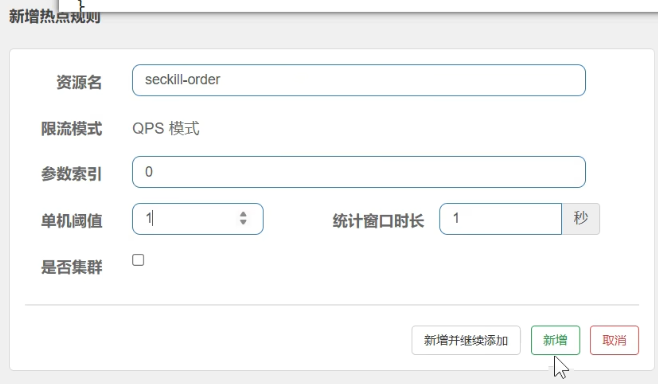 }
新增热点规则
资源名 seckill-order
限流模式 QPS 模式
参数索引 0
单机阈值 1 统计窗口时长 1 秒
是否集群
新增并继续添加 新增 取消